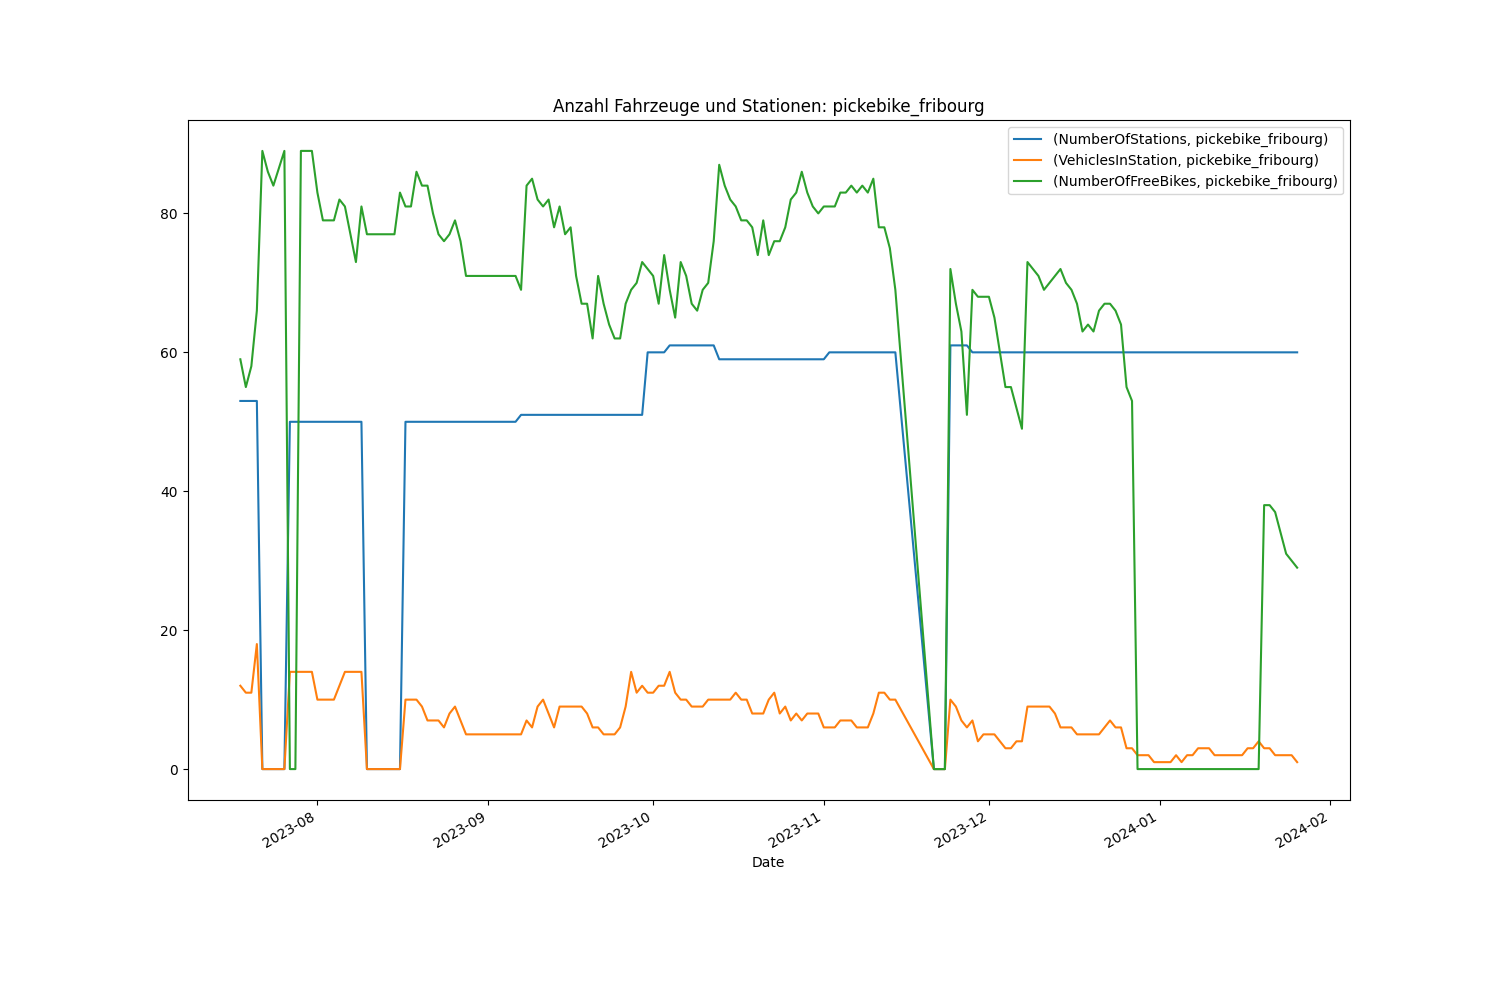 Anzahl Fahrzeuge und Stationen: pickebike_fribourg
(NumberOfStations, pickebike_fribourg)
(VehiclesInStation, pickebike_fribourg)
(NumberOfFreeBikes, pickebike_fribourg)
80
60
40
20
0
2023-08
2023-09
2023-10
2023-11
2023-12
2024-01
2024-02
Date